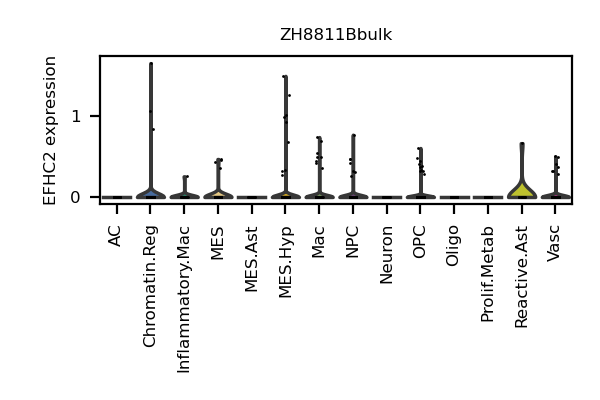 ZH8811Bbulk
EFHC2 expression
1
0
AC
Chromatin.Reg
Inflammatory.Mac
MES
MES.Ast
MES.Hyp
Mac
NPC
Neuron
OPC
Oligo
Prolif.Metab
Reactive.Ast
Vasc